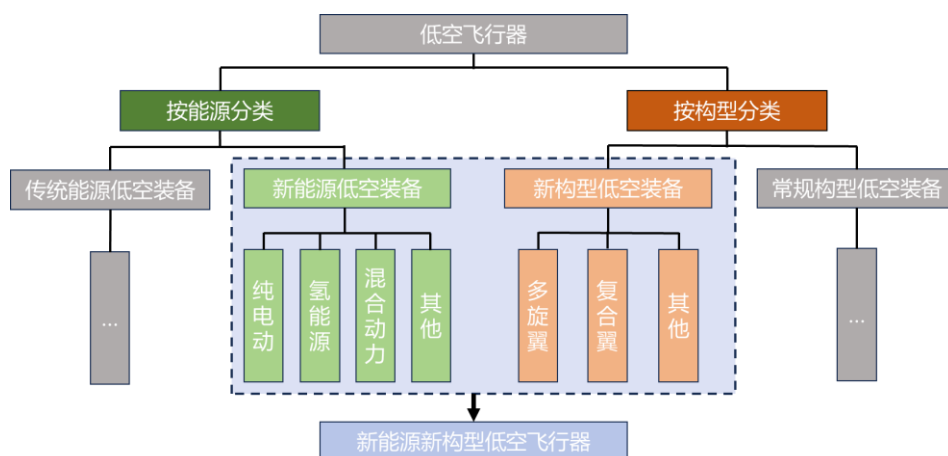 低空飞行器
按能源分类
按构型分类
传统能源低空装备
新能源低空装备
新构型低空装备
常规构型低空装备
...
纯电动
氢能源
混合动力
其他
多旋翼
复合翼
其他
...
新能源新构型低空飞行器